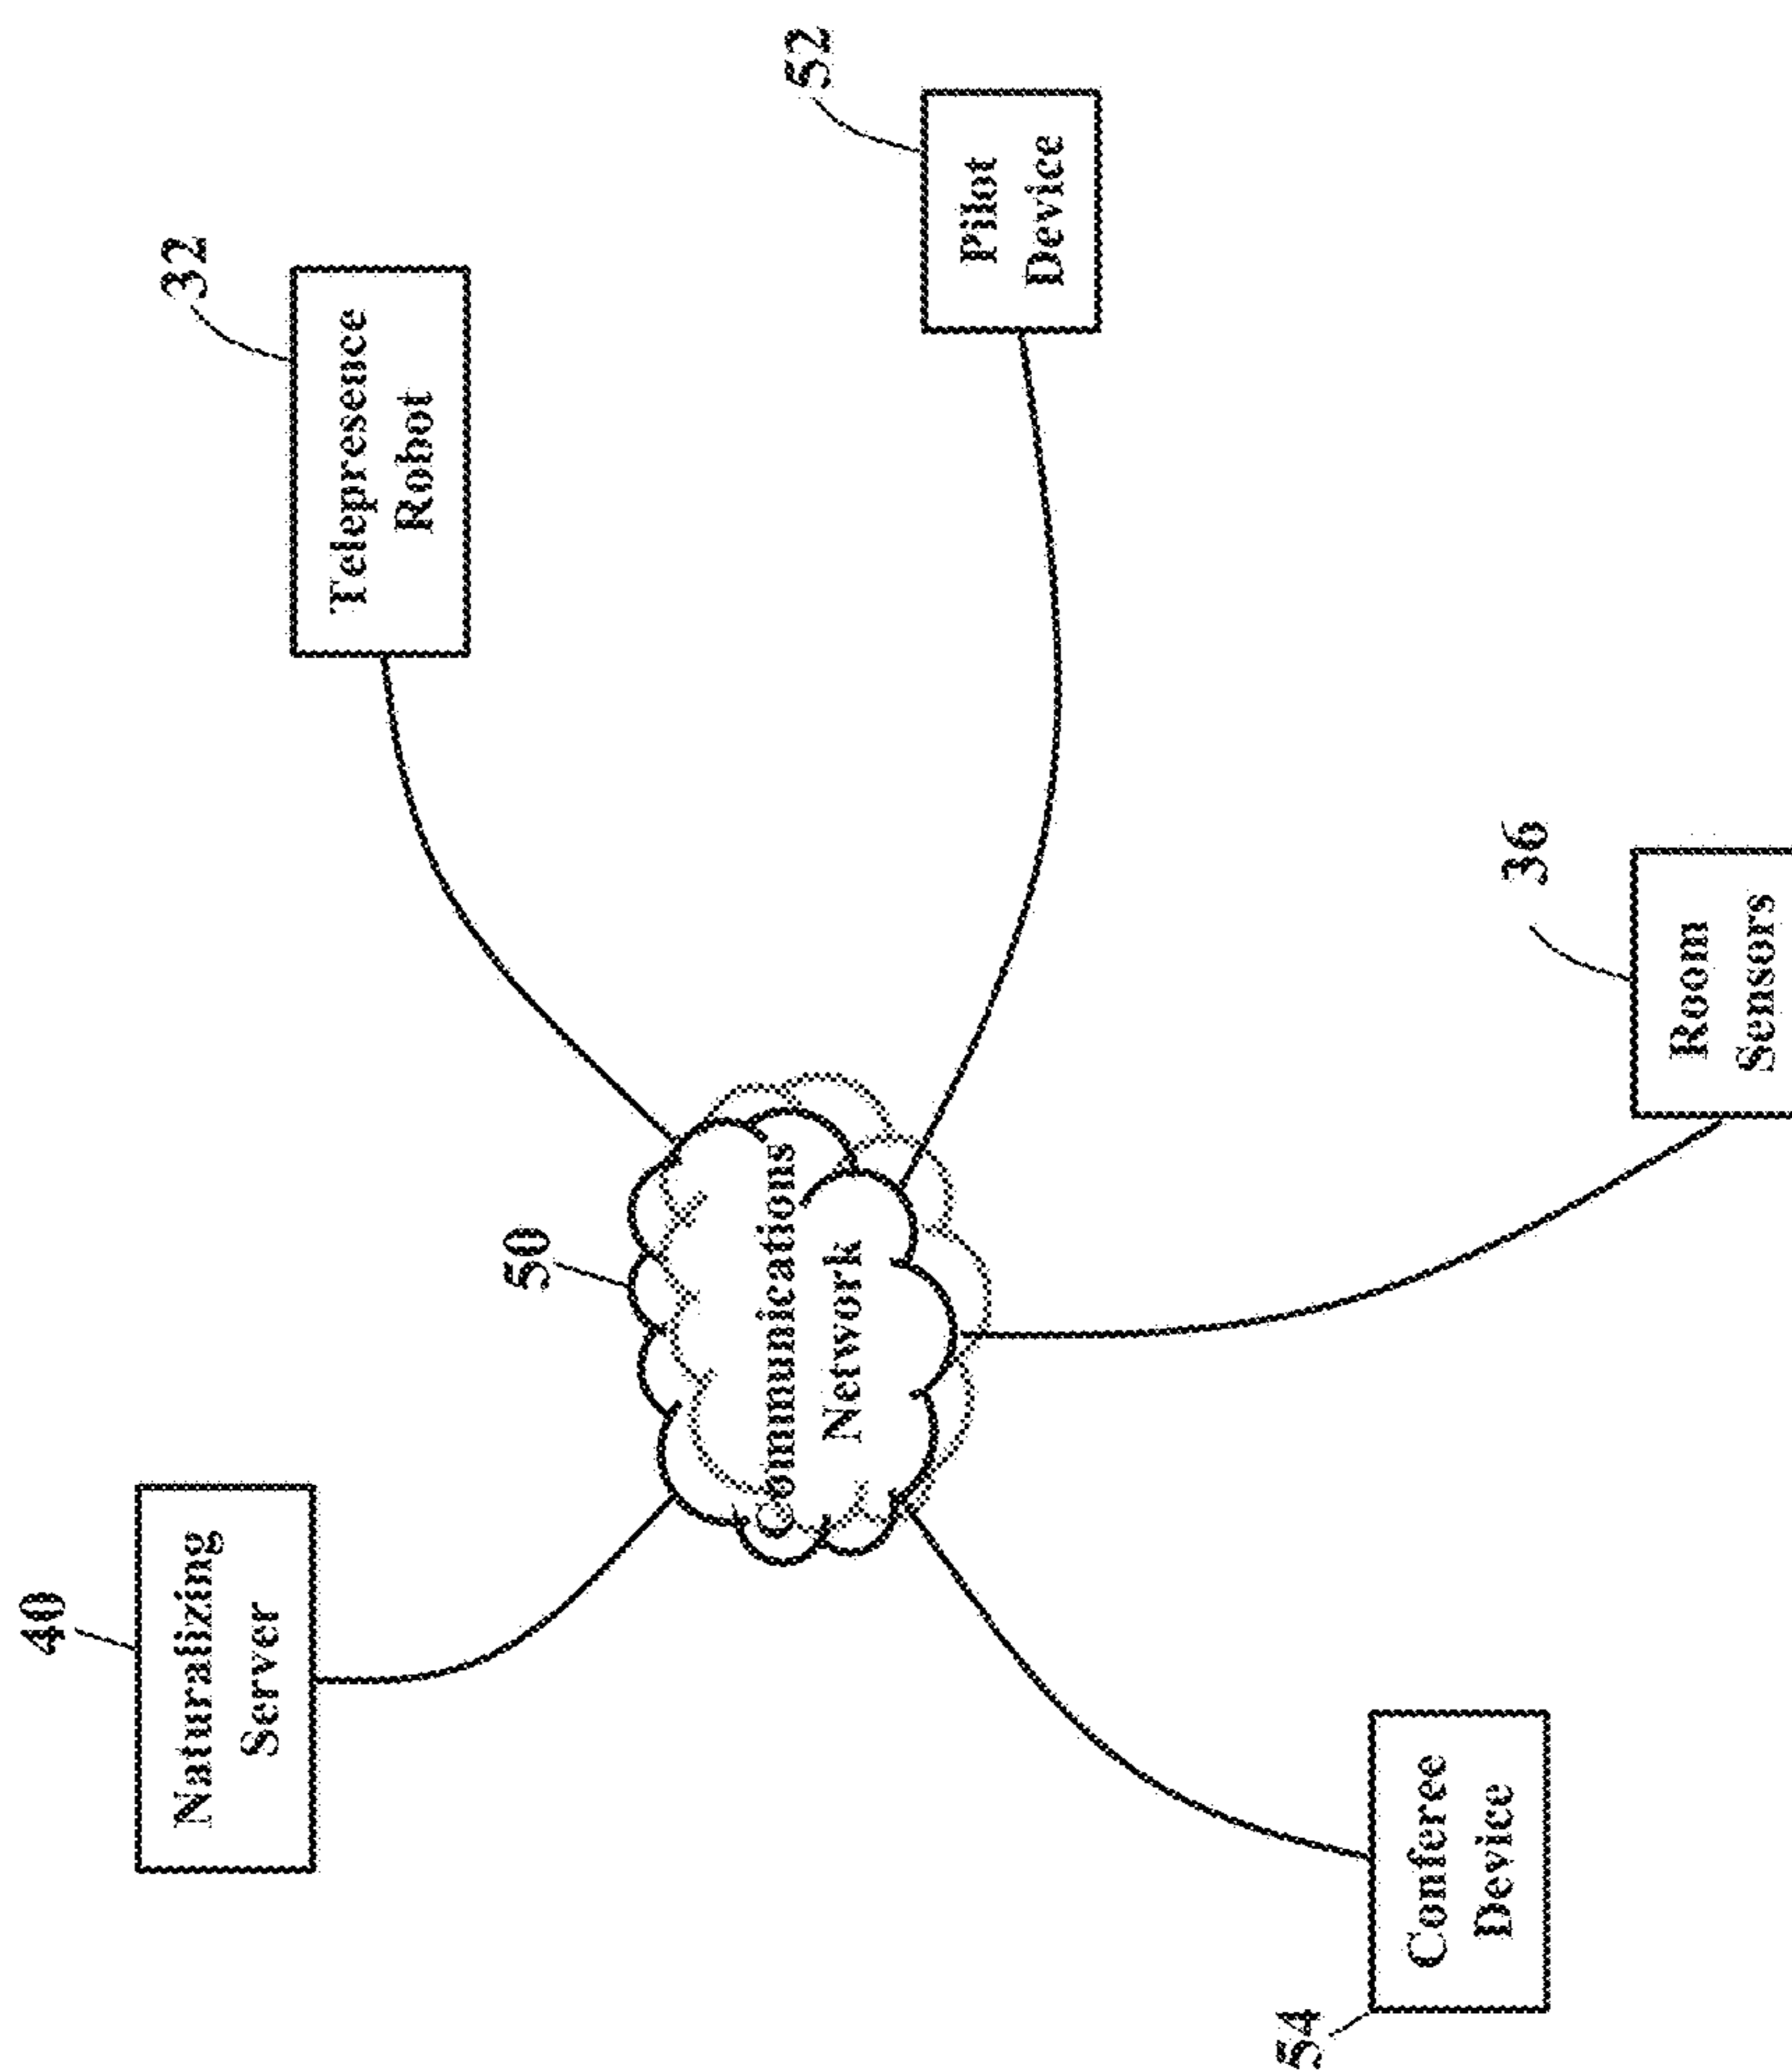 40
Naturalizing
Server
32
Telepresence
Robot
50
Communications
Network
52
Pilot
Device
54
Conferee
Device
36
Room
Sensors